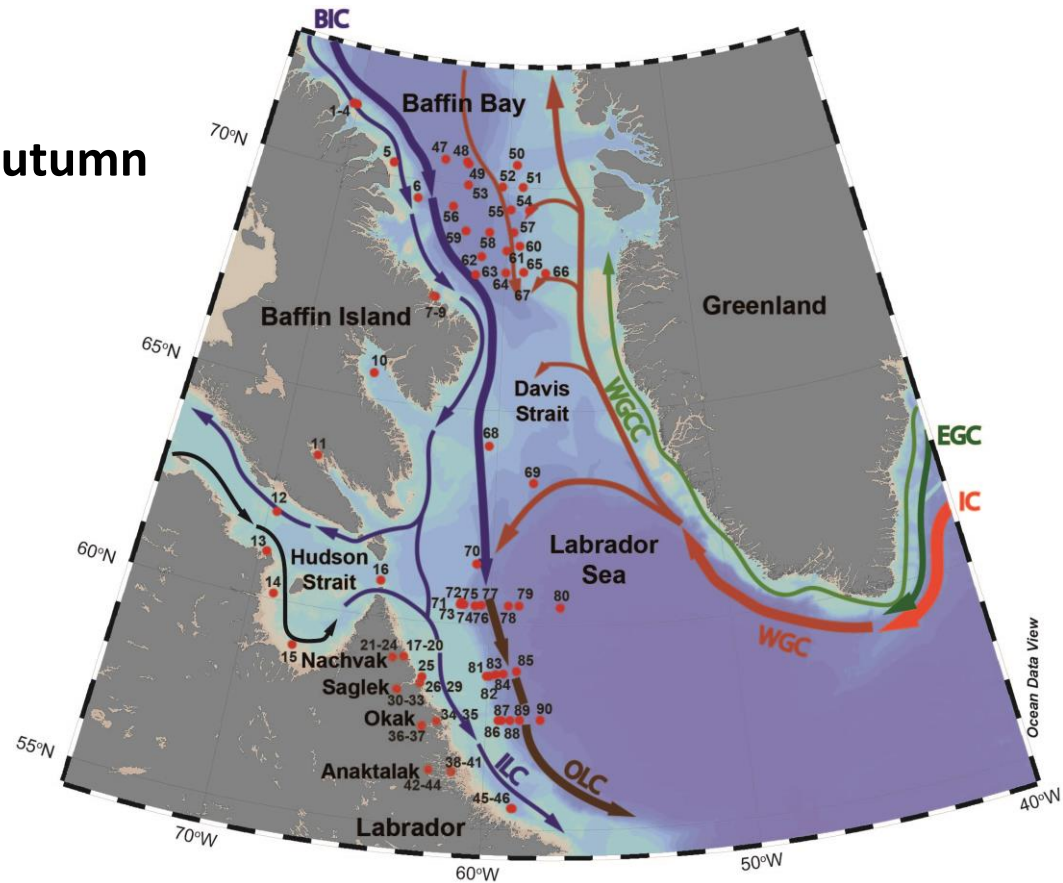 BIC
utumn
70°N
Baffin Bay
1-4
5
47
48
50
49
52
51
6
53
54
56
55
57
59
58
60
61
62
63
65
66
64
67
7-9
Baffin Island
Greenland
65°N
10
Davis
Strait
WGCC
68
EGC
11
69
IC
12
Labrador
Sea
60°N
13
Hudson
Strait
70
14
16
72
75
77
79
80
71
73
74
76
78
WGC
15
Nachvak
21-24
17-20
25
81
83
85
Saglek
26-29
82
84
30-33
Okak
34-35
87
89
90
36-37
86
88
Ocean Data View
55°N
Anaktalak
38-41
42-44
ILC
OLC
45-46
Labrador
40°W
70°W
50°W
60°W